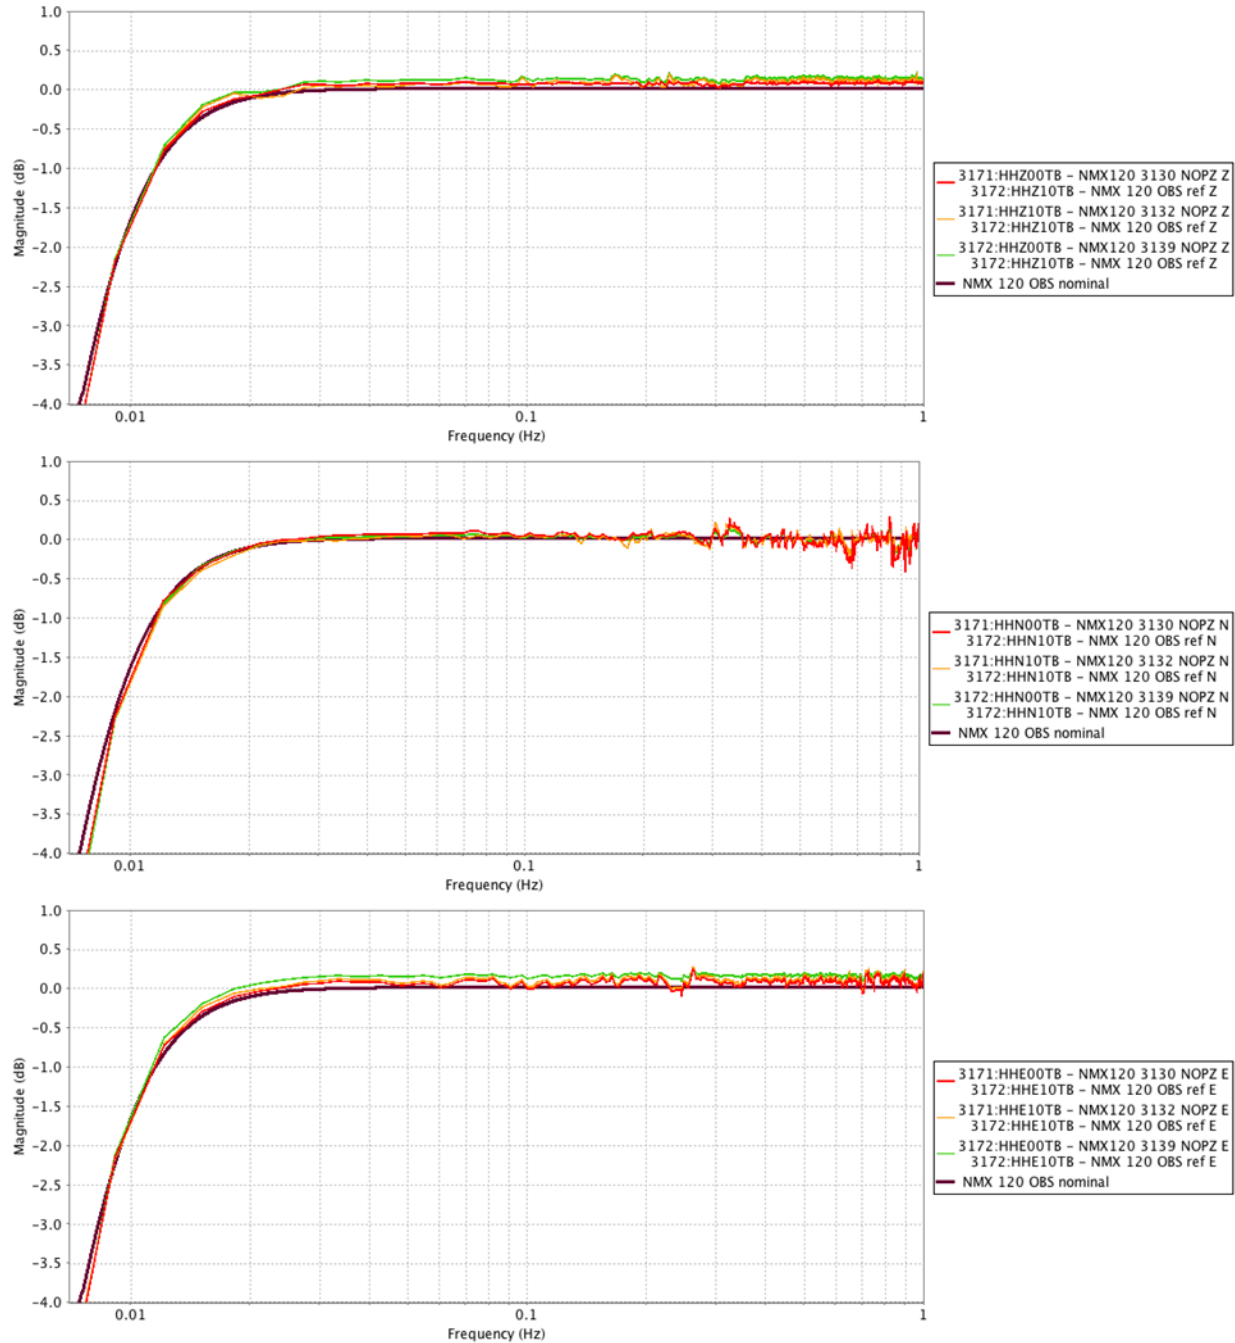 1.0
0.5
0.0
-0.5
-1.0
-1.5
-2.0
-2.5
-3.0
-3.5
-4.0
Magnitude (dB)
0.01 0.1 1
Frequency (Hz)
3171:HHZ00TB - NMX120 3130 NOPZ Z
3172:HHZ10TB - NMX 120 OBS ref Z
3171:HHZ10TB - NMX120 3132 NOPZ Z
3172:HHZ10TB - NMX 120 OBS ref Z
3172:HHZ00TB - NMX120 3139 NOPZ Z
3172:HHZ10TB - NMX 120 OBS ref Z
NMX 120 OBS nominal
1.0
0.5
0.0
-0.5
-1.0
-1.5
-2.0
-2.5
-3.0
-3.5
-4.0
Magnitude (dB)
0.01 0.1 1
Frequency (Hz)
3171:HHN00TB - NMX120 3130 NOPZ N
3172:HHN10TB - NMX 120 OBS ref N
3171:HHN10TB - NMX120 3132 NOPZ N
3172:HHN10TB - NMX 120 OBS ref N
3172:HHN00TB - NMX120 3139 NOPZ N
3172:HHN10TB - NMX 120 OBS ref N
NMX 120 OBS nominal
1.0
0.5
0.0
-0.5
-1.0
-1.5
-2.0
-2.5
-3.0
-3.5
-4.0
Magnitude (dB)
0.01 0.1 1
Frequency (Hz)
3171:HHE00TB - NMX120 3130 NOPZ E
3172:HHE10TB - NMX 120 OBS ref E
3171:HHE10TB - NMX120 3132 NOPZ E
3172:HHE10TB - NMX 120 OBS ref E
3172:HHE00TB - NMX120 3139 NOPZ E
3172:HHE10TB - NMX 120 OBS ref E
NMX 120 OBS nominal